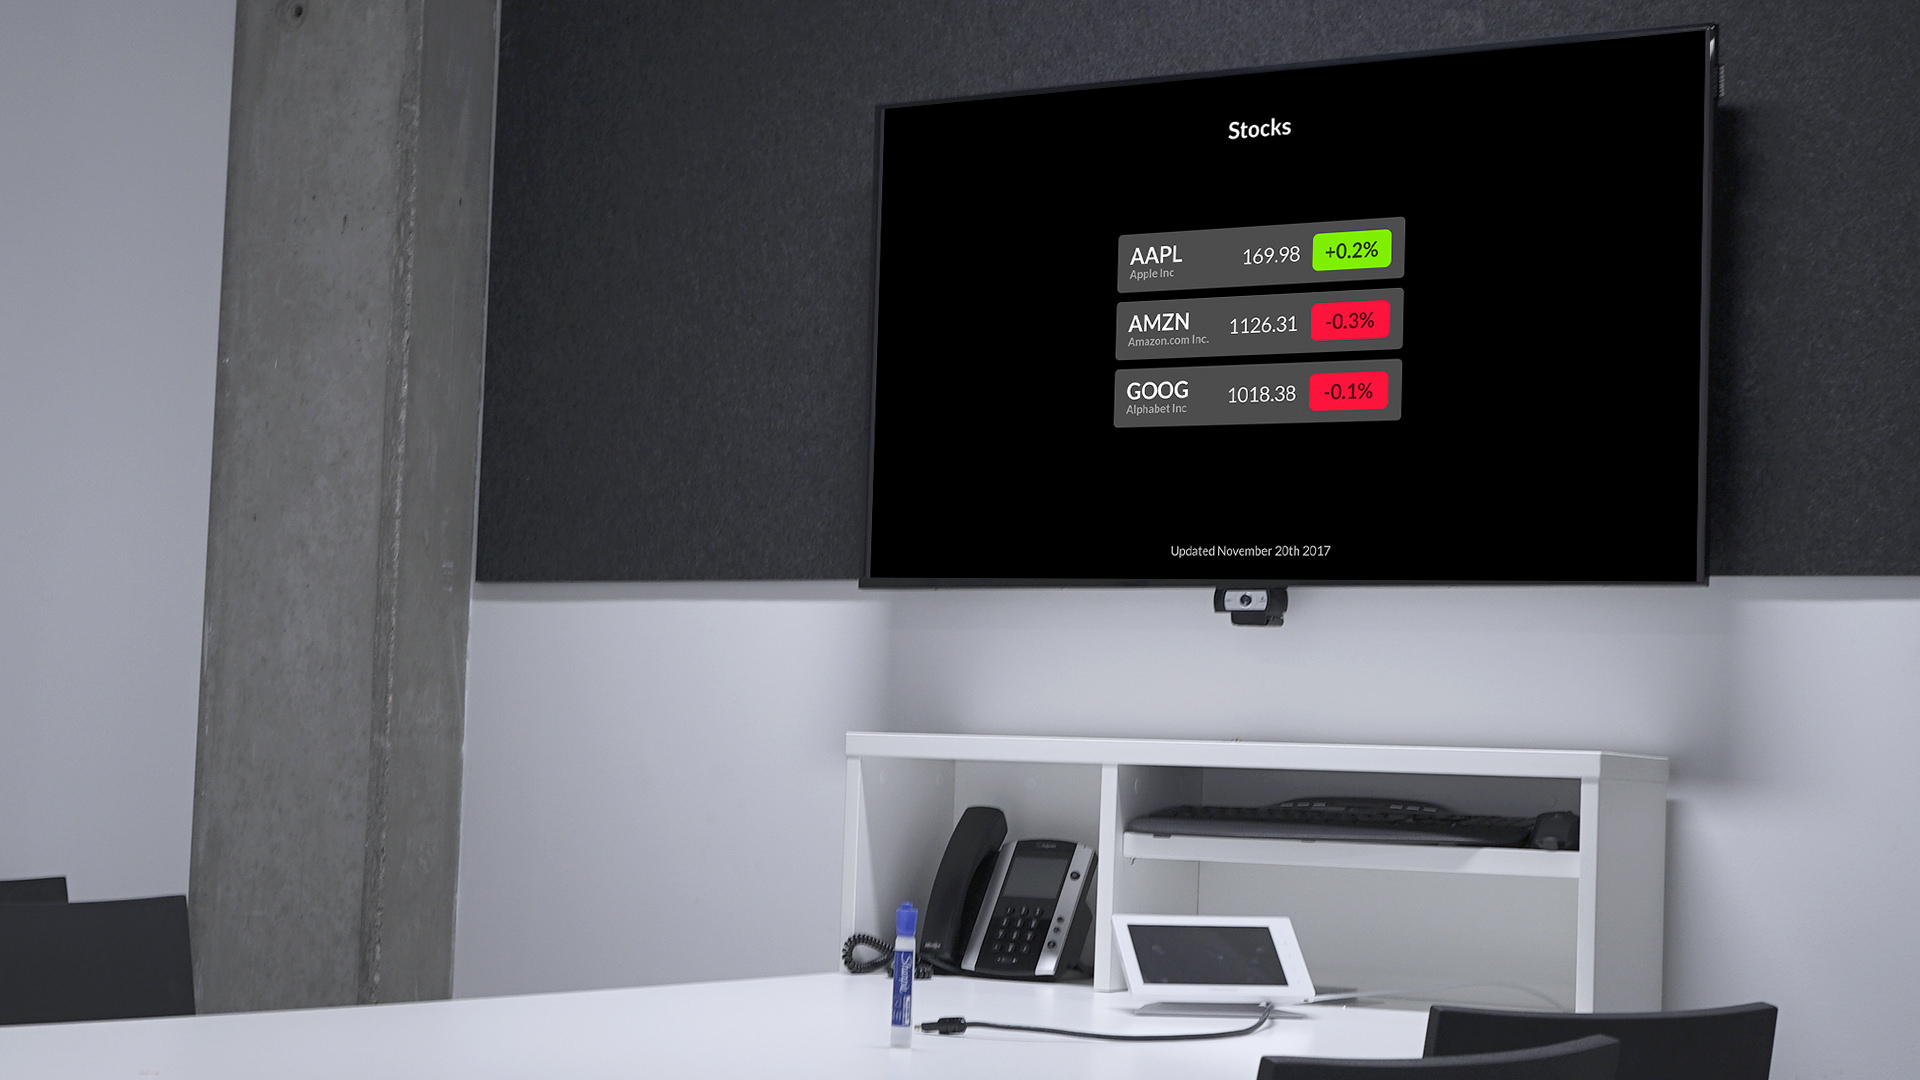 Stocks
AAPL
Apple Inc
169.98
+0.2%
AMZN
Amazon.com Inc.
1126.31
-0.3%
GOOG
Alphabet Inc
1018.38
-0.1%
Updated November 20th 2017
Sharpie